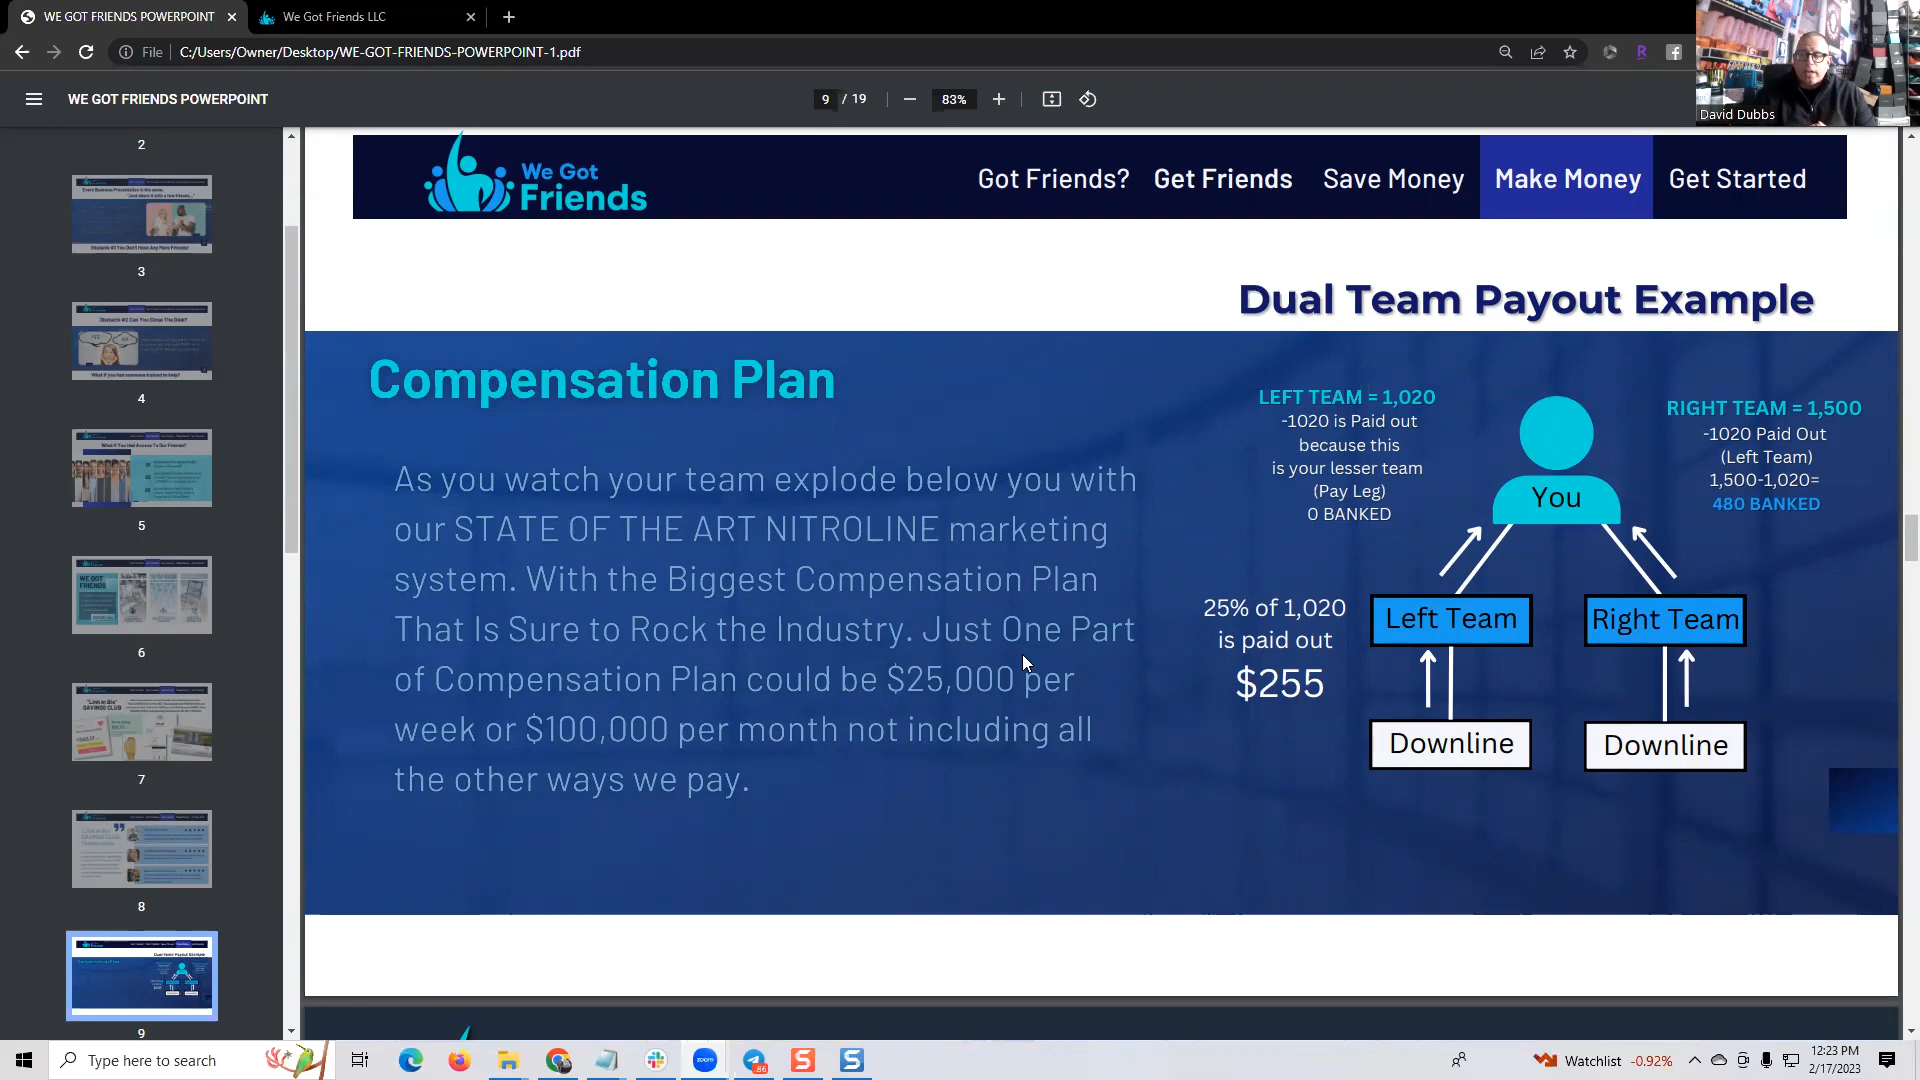 WE GOT FRIENDS POWERPOINT
We Got Friends LLC
File
C:/Users/Owner/Desktop/WE-GOT-FRIENDS-POWERPOINT-1.pdf
David Dubbs
WE GOT FRIENDS POWERPOINT
9 / 19
83%
2
3
4
5
6
7
8
9
We Got
Friends
Got Friends? Get Friends Save Money Make Money Get Started
Dual Team Payout Example
Compensation Plan
As you watch your team explode below you with
our STATE OF THE ART NITROLINE marketing
system. With the Biggest Compensation Plan
That Is Sure to Rock the Industry. Just One Part
of Compensation Plan could be $25,000 per
week or $100,000 per month not including all
the other ways we pay.
LEFT TEAM = 1,020
-1020 is Paid out
because this
is your lesser team
(Pay Leg)
0 BANKED
You
RIGHT TEAM = 1,500
-1020 Paid Out
(Left Team)
1,500-1,020=
480 BANKED
25% of 1,020
is paid out
$255
Left Team
Right Team
Downline
Downline
Type here to search
zoom
86
Watchlist -0.92%
12:23 PM
2/17/2023